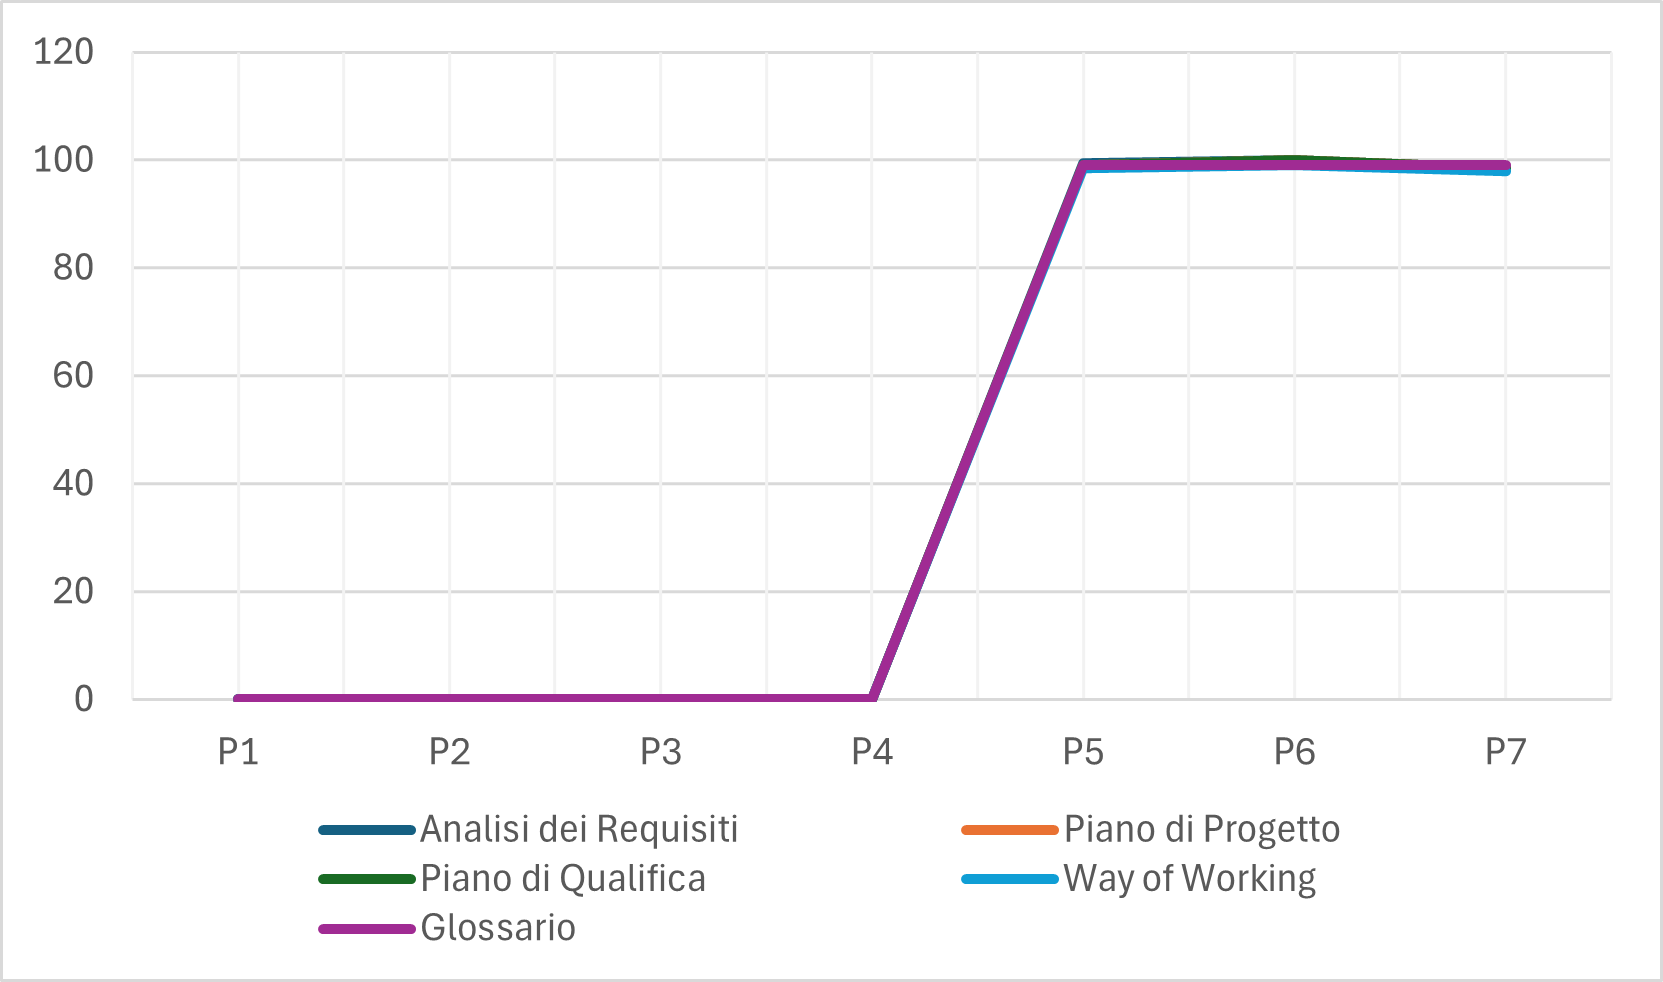 120
100
80
60
40
20
0
P1 P2 P3 P4 P5 P6 P7
Analisi dei Requisiti Piano di Progetto
Piano di Qualifica Way of Working
Glossario